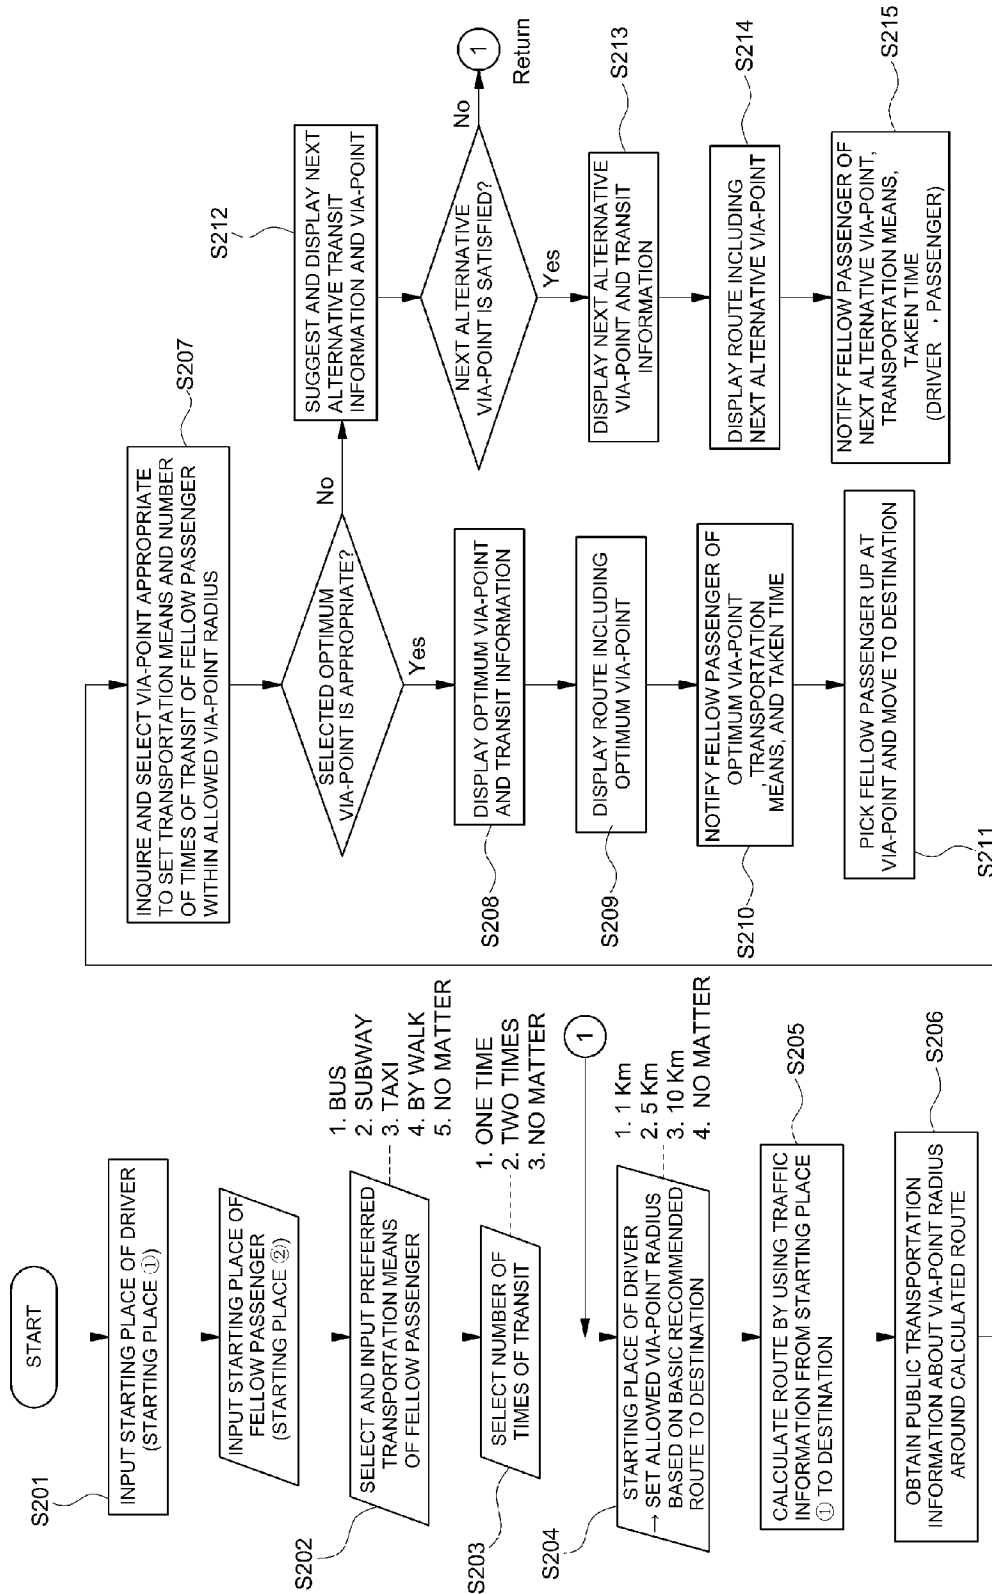 START
S201
INPUT STARTING PLACE OF DRIVER
(STARTING PLACE ①)
INPUT STARTING PLACE OF
FELLOW PASSENGER
(STARTING PLACE ②)
S202
SELECT AND INPUT PREFERRED
TRANSPORTATION MEANS
OF FELLOW PASSENGER
1. BUS
2. SUBWAY
3. TAXI
4. BY WALK
5. NO MATTER
S203
SELECT NUMBER OF
TIMES OF TRANSIT
1. ONE TIME
2. TWO TIMES
3. NO MATTER
1
S204
STARTING PLACE OF DRIVER
→ SET ALLOWED VIA-POINT RADIUS
BASED ON BASIC RECOMMENDED
ROUTE TO DESTINATION
1. 1 Km
2. 5 Km
3. 10 Km
4. NO MATTER
CALCULATE ROUTE BY USING TRAFFIC
INFORMATION FROM STARTING PLACE
① TO DESTINATION
S205
OBTAIN PUBLIC TRANSPORTATION
INFORMATION ABOUT VIA-POINT RADIUS
AROUND CALCULATED ROUTE
S206
INQUIRE AND SELECT VIA-POINT APPROPRIATE
TO SET TRANSPORTATION MEANS AND NUMBER
OF TIMES OF TRANSIT OF FELLOW PASSENGER
WITHIN ALLOWED VIA-POINT RADIUS
S207
SELECTED OPTIMUM
VIA-POINT IS APPROPRIATE?
No
Yes
DISPLAY OPTIMUM VIA-POINT
AND TRANSIT INFORMATION
S208
DISPLAY ROUTE INCLUDING
OPTIMUM VIA-POINT
S209
NOTIFY FELLOW PASSENGER OF
OPTIMUM VIA-POINT
,TRANSPORTATION
MEANS, AND TAKEN TIME
S210
PICK FELLOW PASSENGER UP AT
VIA-POINT AND MOVE TO DESTINATION
S211
S212
SUGGEST AND DISPLAY NEXT
ALTERNATIVE TRANSIT
INFORMATION AND VIA-POINT
NEXT ALTERNATIVE
VIA-POINT IS SATISFIED?
No
1
Return
Yes
DISPLAY NEXT ALTERNATIVE
VIA-POINT AND TRANSIT
INFORMATION
S213
DISPLAY ROUTE INCLUDING
NEXT ALTERNATIVE VIA-POINT
S214
NOTIFY FELLOW PASSENGER OF
NEXT ALTERNATIVE VIA-POINT,
TRANSPORTATION MEANS,
TAKEN TIME
(DRIVER → PASSENGER)
S215